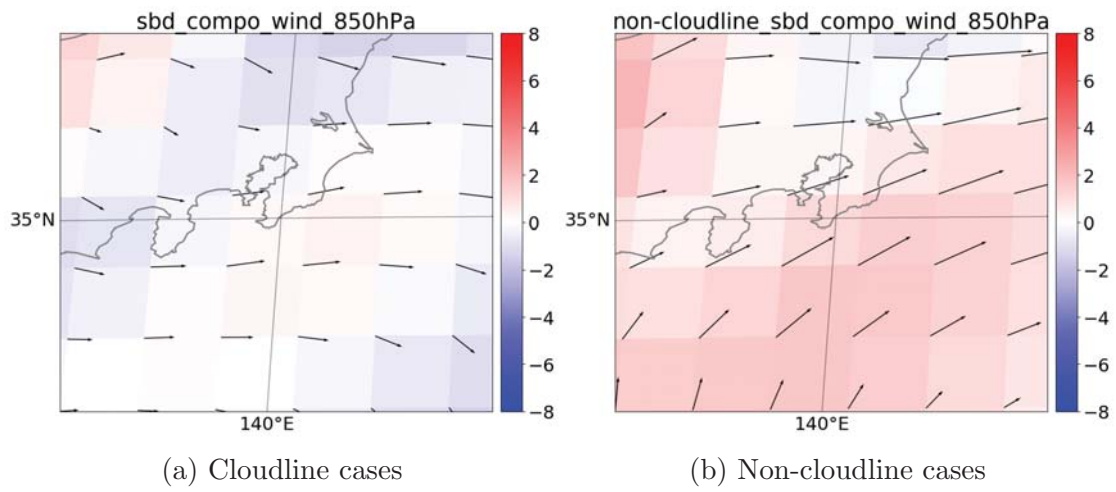 sbd_compo_wind_850hPa
8
6
4
2
0
−2
−4
−6
−8
35°N
140°E
(a) Cloudline cases
non-cloudline_sbd_compo_wind_850hPa
8
6
4
2
0
−2
−4
−6
−8
35°N
140°E
(b) Non-cloudline cases